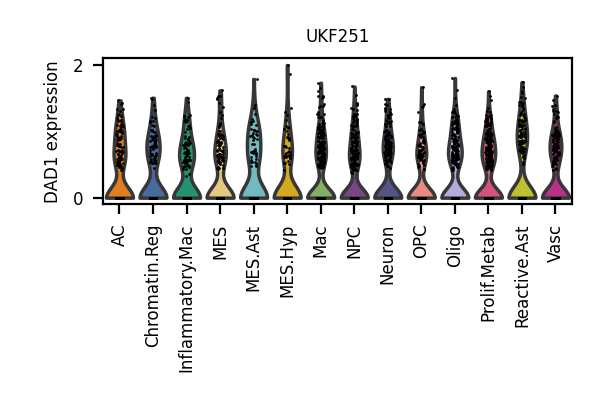 UKF251
DAD1 expression
2
0
AC
Chromatin.Reg
Inflammatory.Mac
MES
MES.Ast
MES.Hyp
Mac
NPC
Neuron
OPC
Oligo
Prolif.Metab
Reactive.Ast
Vasc